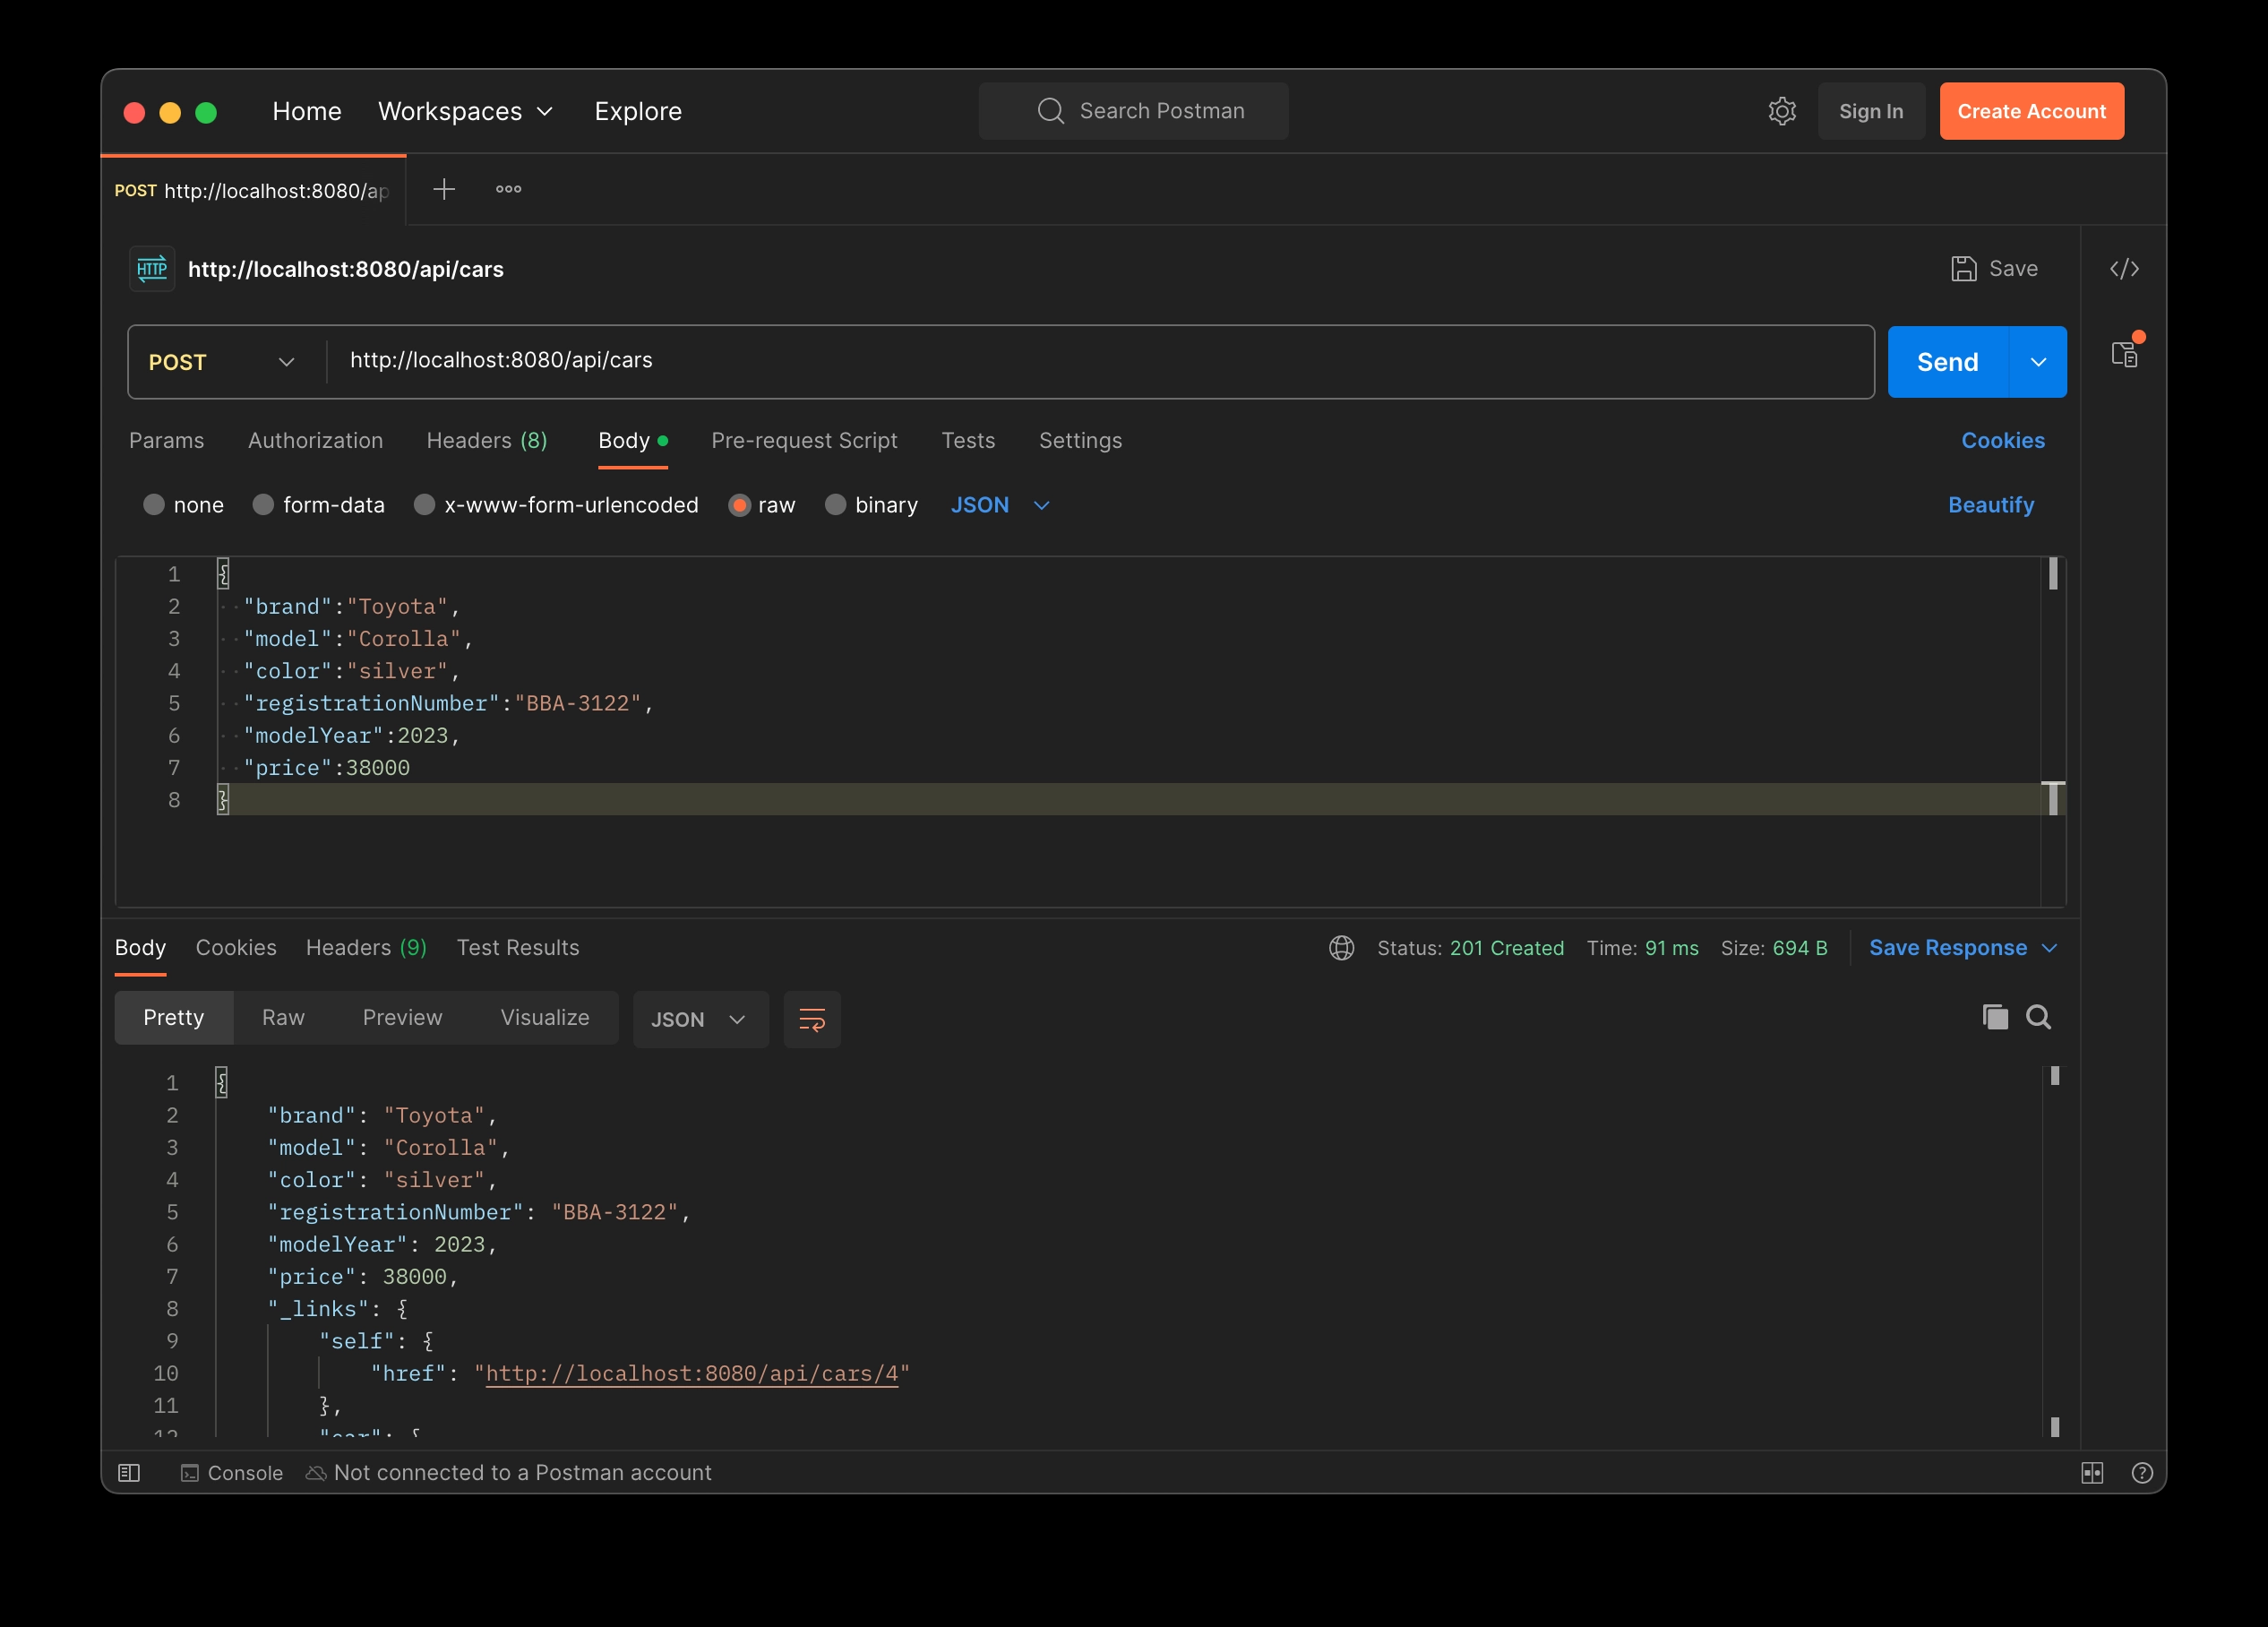 Home Workspaces Explore Search Postman Sign In Create Account
POST http://localhost:8080/ap
HTTP http://localhost:8080/api/cars Save </>
POST http://localhost:8080/api/cars Send
Params Authorization Headers (8) Body Pre-request Script Tests Settings Cookies
none form-data x-www-form-urlencoded raw binary JSON Beautify
1 {
2 "brand":"Toyota",
3 "model":"Corolla",
4 "color":"silver",
5 "registrationNumber":"BBA-3122",
6 "modelYear":2023,
7 "price":38000
8 }
Body Cookies Headers (9) Test Results Status: 201 Created Time: 91 ms Size: 694 B Save Response
Pretty Raw Preview Visualize JSON
1 {
2 "brand": "Toyota",
3 "model": "Corolla",
4 "color": "silver",
5 "registrationNumber": "BBA-3122",
6 "modelYear": 2023,
7 "price": 38000,
8 "_links": {
9 "self": {
10 "href": "http://localhost:8080/api/cars/4"
11 },
12 "car": {
Console Not connected to a Postman account